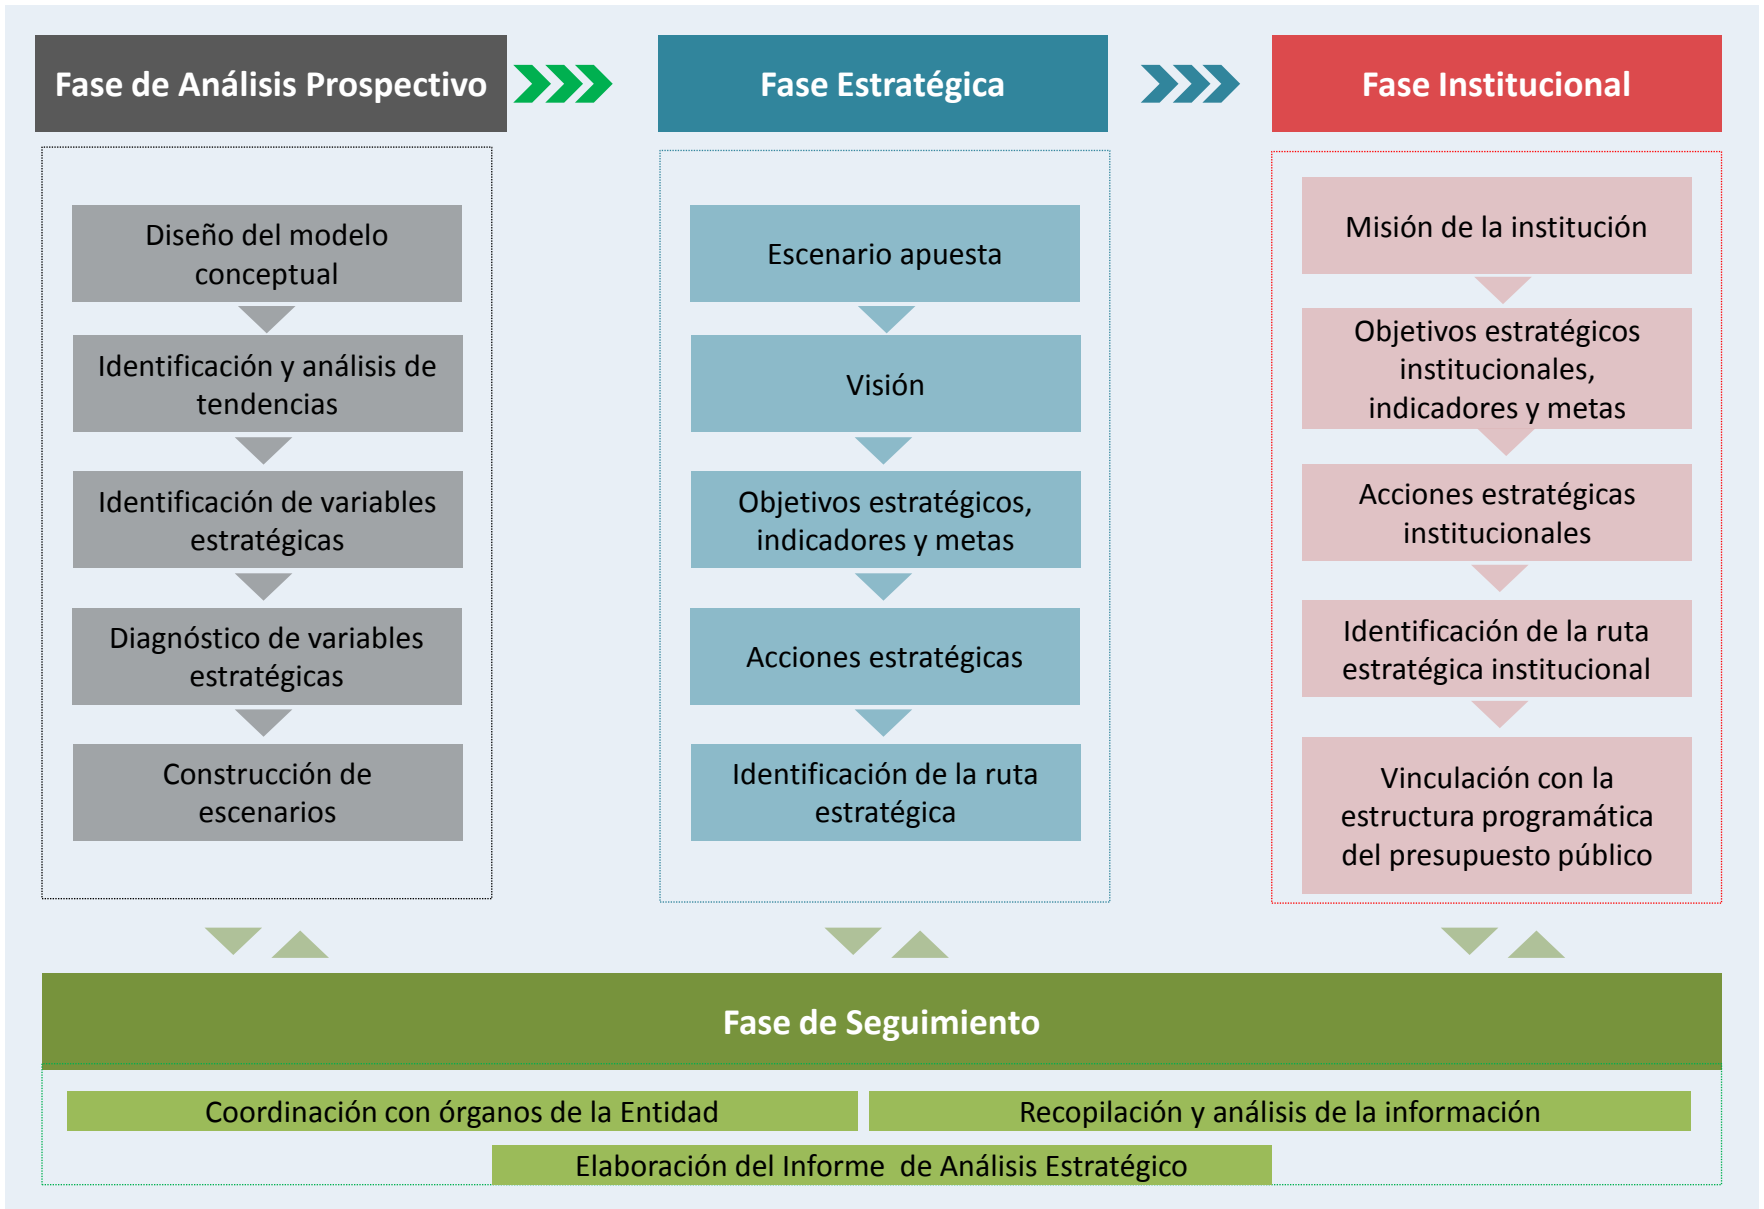 Fase de Análisis Prospectivo
Diseño del modelo
conceptual
Identificación y análisis de
tendencias
Identificación de variables
estratégicas
Diagnóstico de variables
estratégicas
Construcción de
escenarios
Fase Estratégica
Escenario apuesta
Visión
Objetivos estratégicos,
indicadores y metas
Acciones estratégicas
Identificación de la ruta
estratégica
Fase Institucional
Misión de la institución
Objetivos estratégicos
institucionales,
indicadores y metas
Acciones estratégicas
institucionales
Identificación de la ruta
estratégica institucional
Vinculación con la
estructura programática
del presupuesto público
Fase de Seguimiento
Coordinación con órganos de la Entidad
Recopilación y análisis de la información
Elaboración del Informe  de Análisis Estratégico